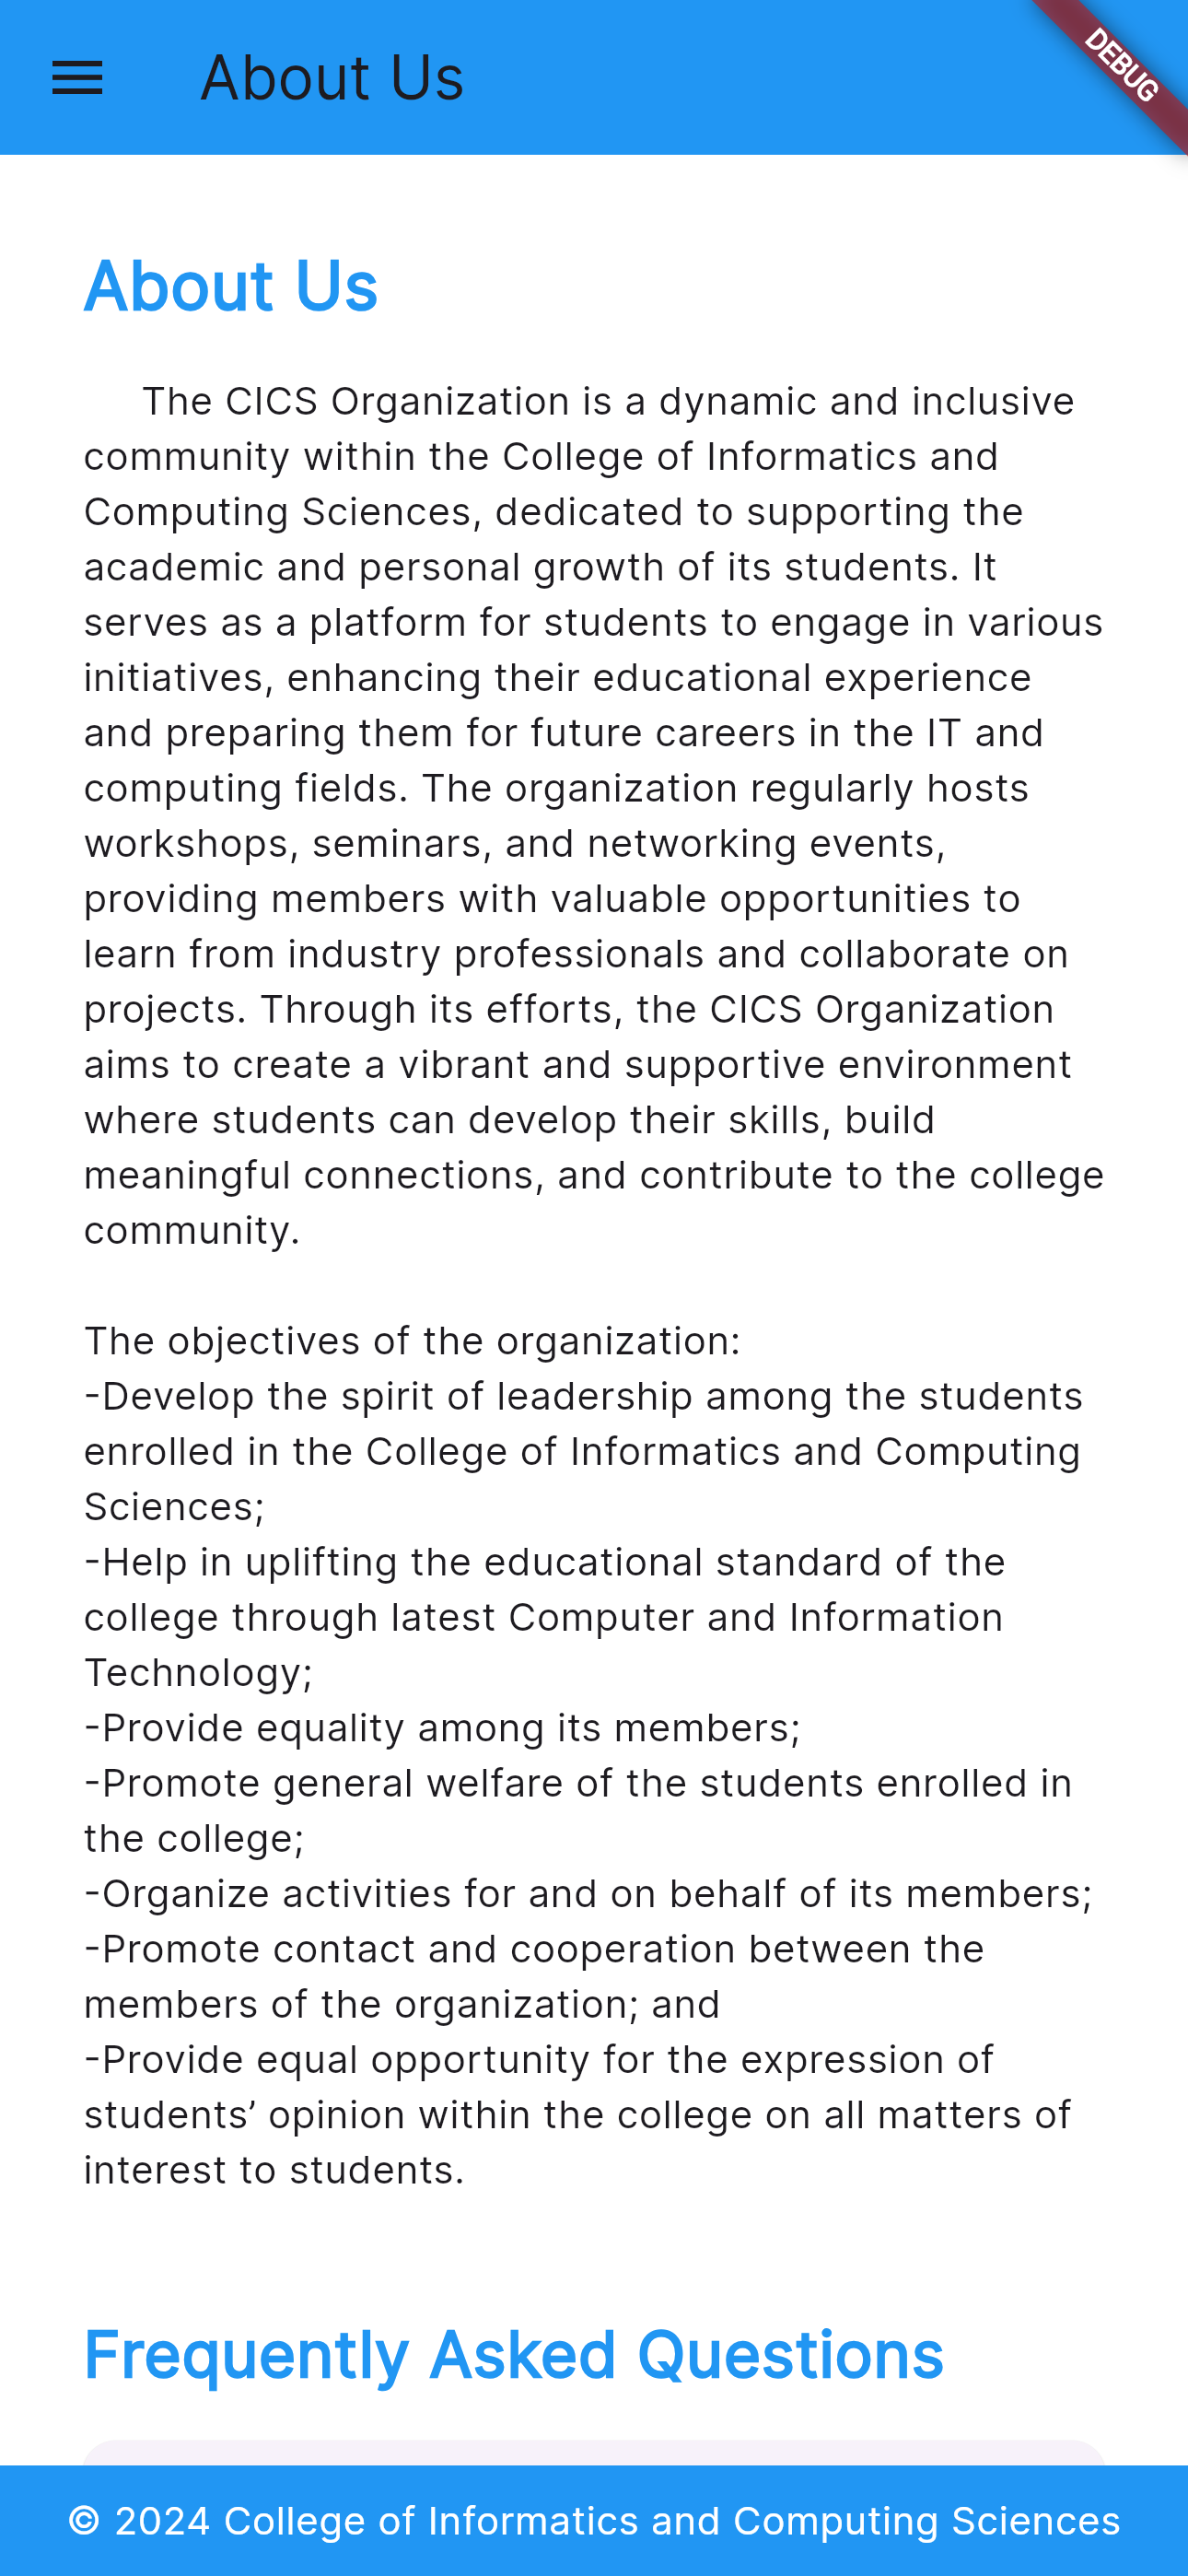 About Us
DEBUG
About Us
The CICS Organization is a dynamic and inclusive
community within the College of Informatics and
Computing Sciences, dedicated to supporting the
academic and personal growth of its students. It
serves as a platform for students to engage in various
initiatives, enhancing their educational experience
and preparing them for future careers in the IT and
computing fields. The organization regularly hosts
workshops, seminars, and networking events,
providing members with valuable opportunities to
learn from industry professionals and collaborate on
projects. Through its efforts, the CICS Organization
aims to create a vibrant and supportive environment
where students can develop their skills, build
meaningful connections, and contribute to the college
community.
The objectives of the organization:
-Develop the spirit of leadership among the students
enrolled in the College of Informatics and Computing
Sciences;
-Help in uplifting the educational standard of the
college through latest Computer and Information
Technology;
-Provide equality among its members;
-Promote general welfare of the students enrolled in
the college;
-Organize activities for and on behalf of its members;
-Promote contact and cooperation between the
members of the organization; and
-Provide equal opportunity for the expression of
students’ opinion within the college on all matters of
interest to students.
Frequently Asked Questions
© 2024 College of Informatics and Computing Sciences